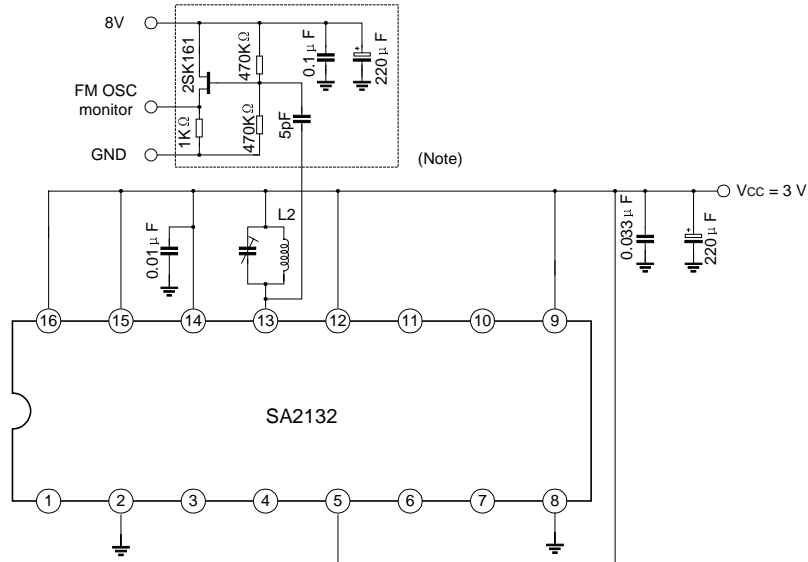 8V
2SK161
470KΩ
0.1μF
220μF
FM OSC
monitor
1KΩ
470KΩ
5pF
GND
(Note)
VCC = 3 V
L2
0.01μF
0.033μF
220μF
16 15 14 13 12 11 10 9
SA2132
1 2 3 4 5 6 7 8